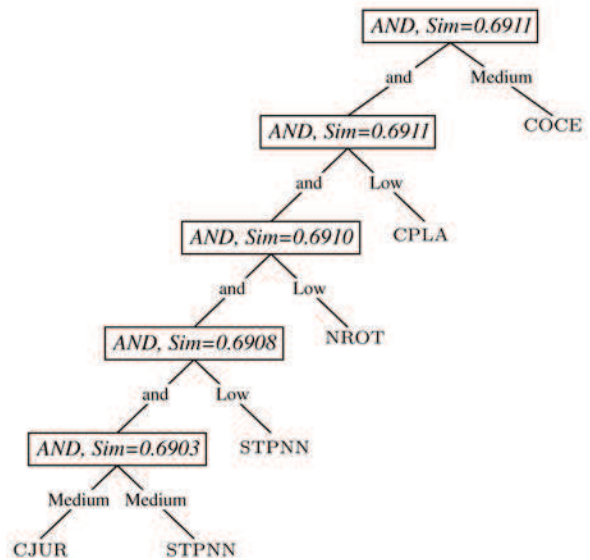 AND, Sim=0.6911
and Medium
COCE
AND, Sim=0.6911
and Low
CPLA
AND, Sim=0.6910
and Low
NROT
AND, Sim=0.6908
and Low
STPNN
AND, Sim=0.6903
Medium Medium
CJUR STPNN